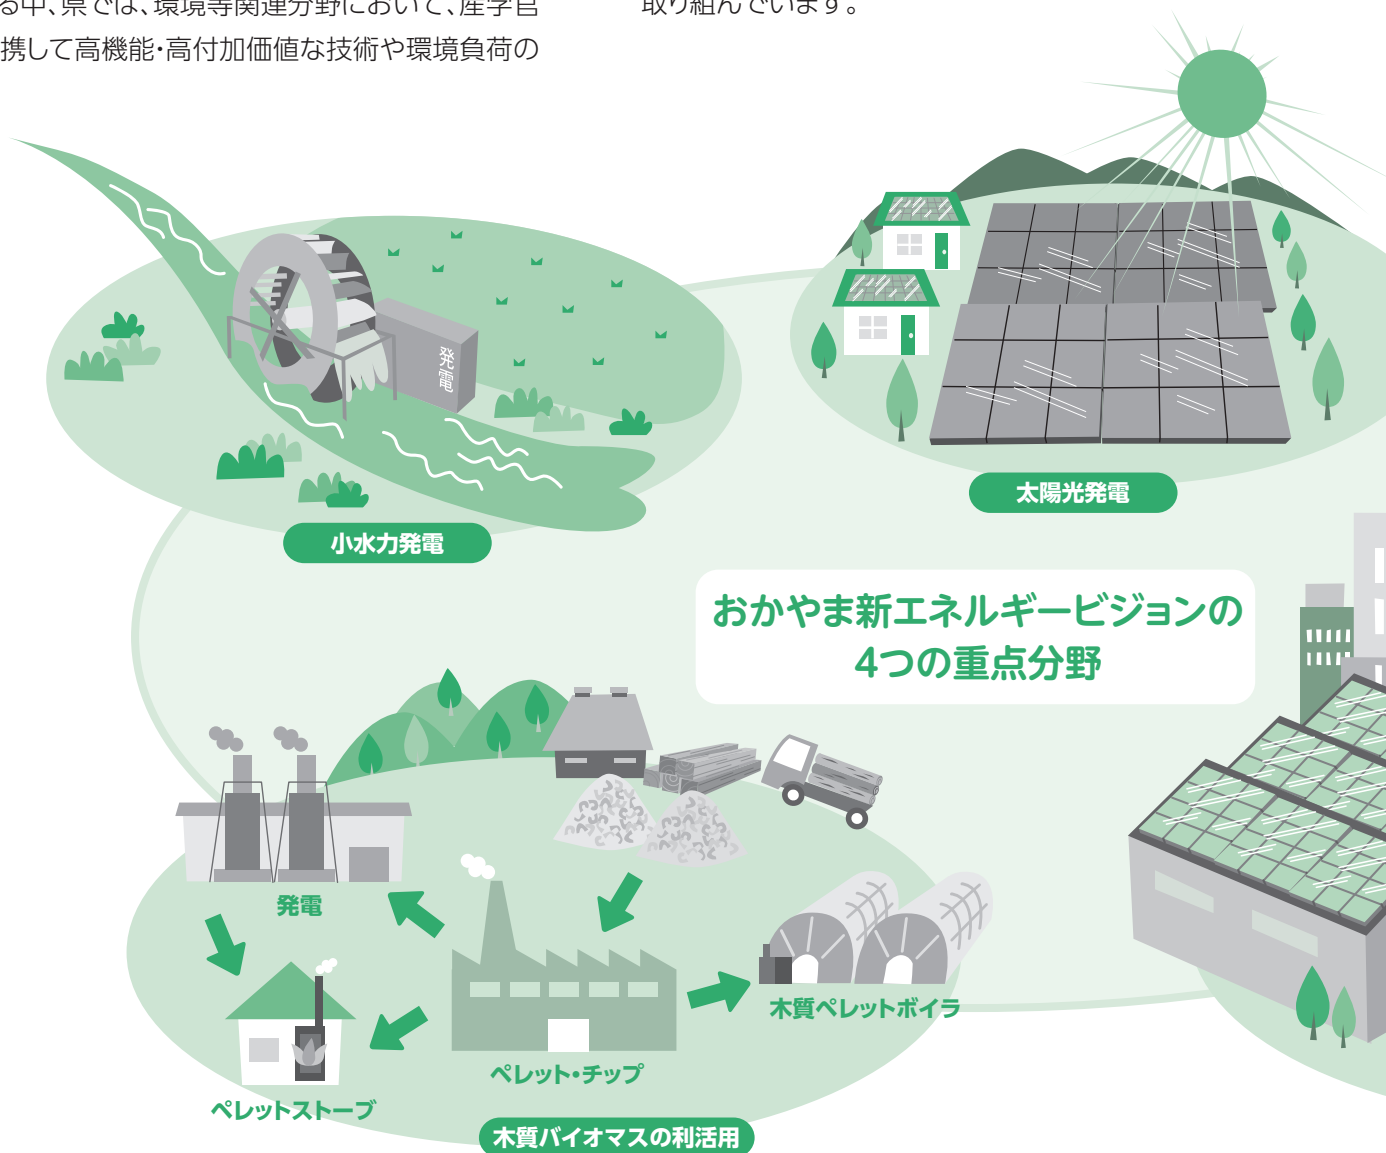 る中、県では、環境等関連分野において、産学官
携して高機能・高付加価値な技術や環境負荷の
取り組んでいます。
発電
小水力発電
太陽光発電
おかやま新エネルギービジョンの
4つの重点分野
発電
木質ペレットボイラ
ペレット・チップ
ペレットストーブ
木質バイオマスの利活用